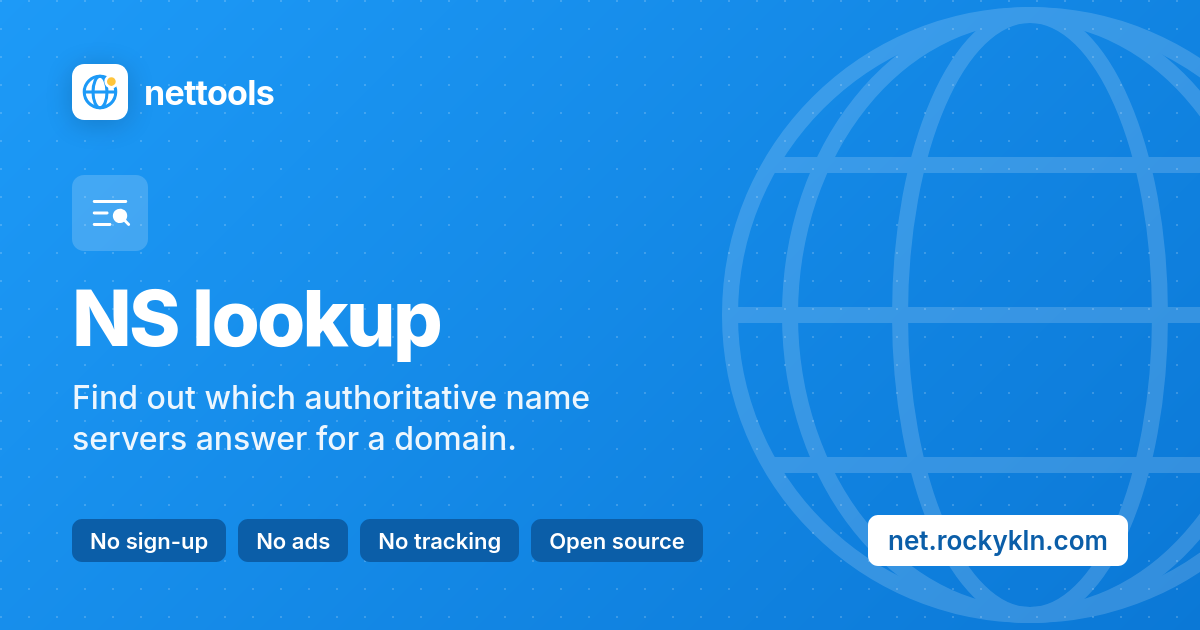 nettools
NS lookup
Find out which authoritative name
servers answer for a domain.
No sign-up
No ads
No tracking
Open source
net.rockykln.com